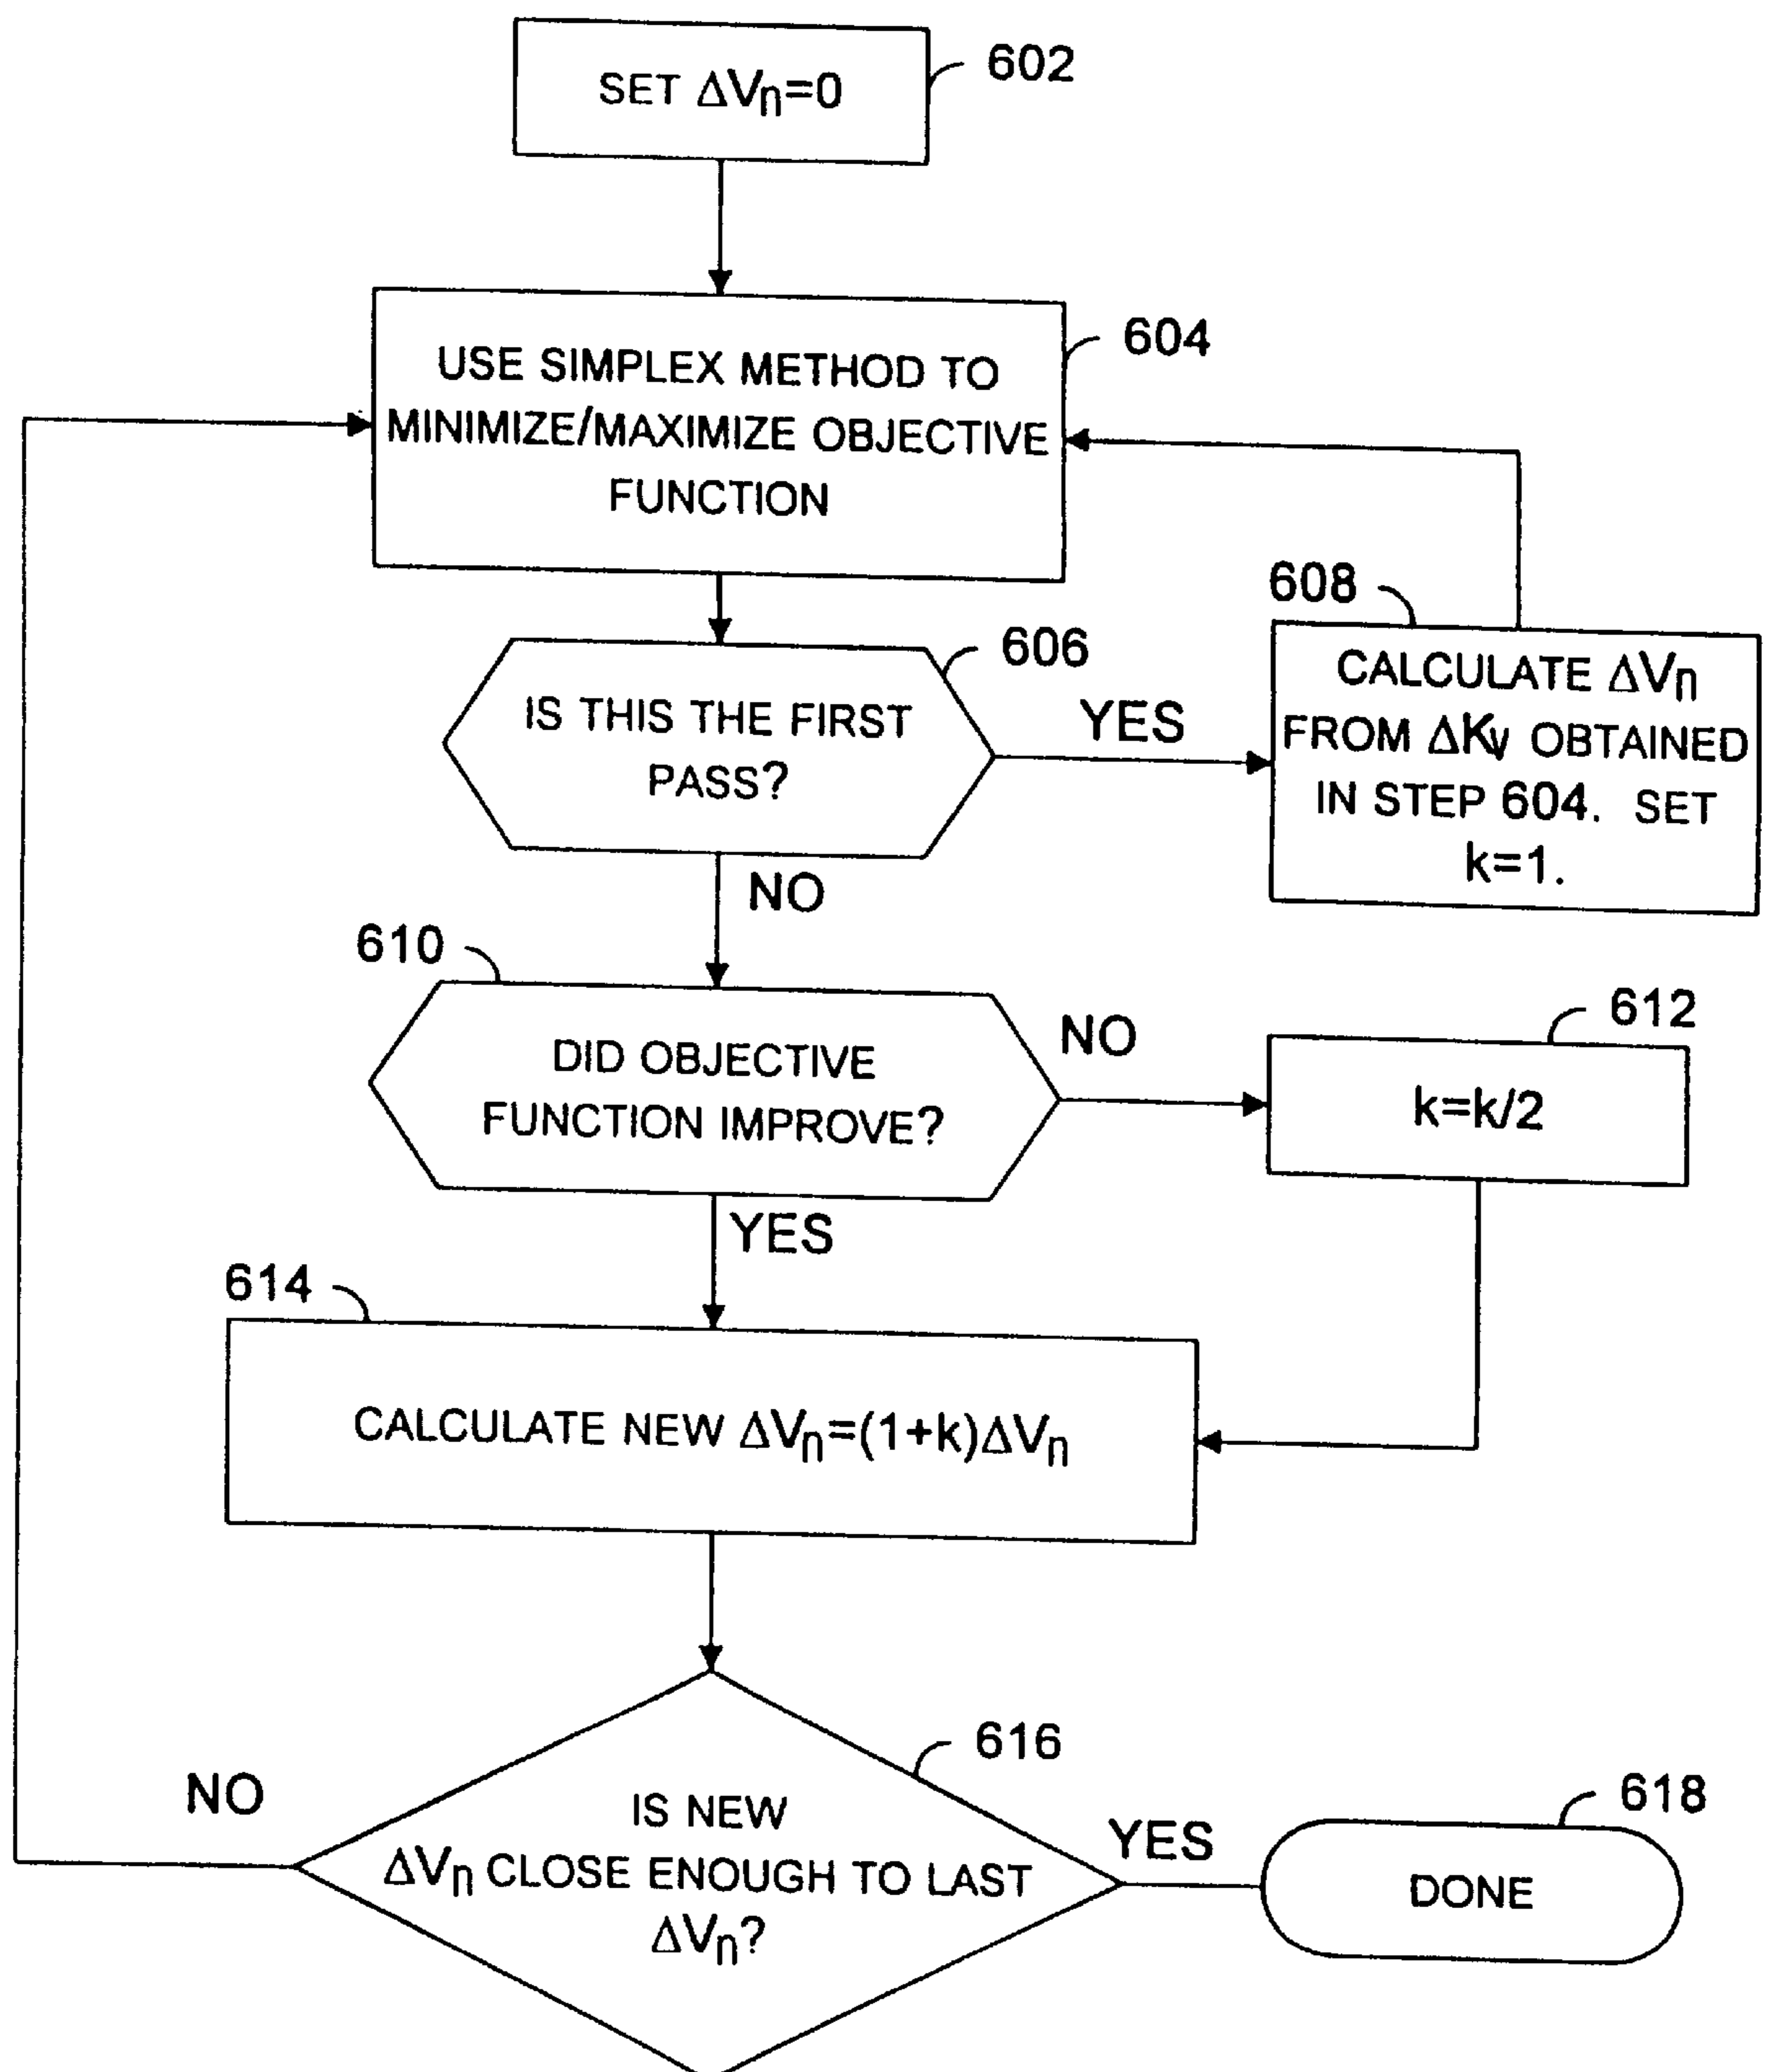 SET ΔVn=0
602
USE SIMPLEX METHOD TO
MINIMIZE/MAXIMIZE OBJECTIVE
FUNCTION
604
IS THIS THE FIRST
PASS?
606
YES
608
CALCULATE ΔVn
FROM ΔKv OBTAINED
IN STEP 604. SET
k=1.
NO
610
DID OBJECTIVE
FUNCTION IMPROVE?
NO
612
k=k/2
YES
614
CALCULATE NEW ΔVn=(1+k)ΔVn
616
NO
IS NEW
ΔVn CLOSE ENOUGH TO LAST
ΔVn?
YES
618
DONE